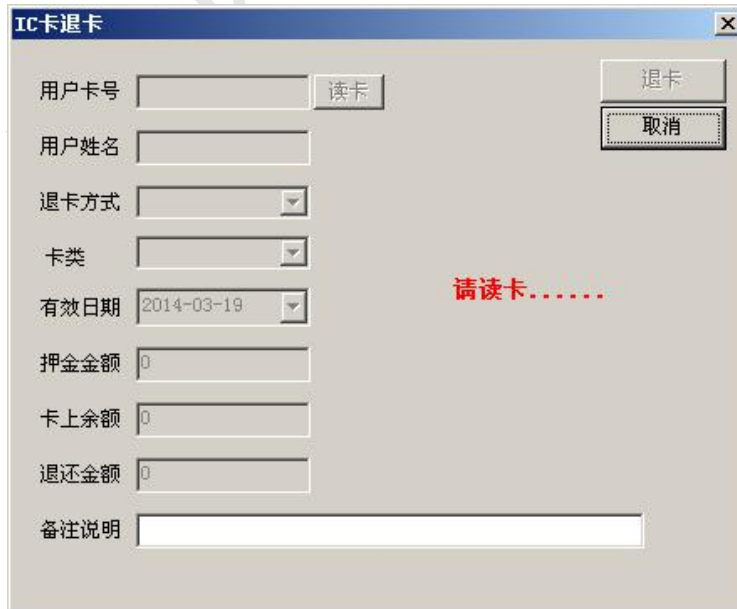 IC卡退卡
用户卡号 读卡 退卡
取消
用户姓名
退卡方式
卡类
请读卡......
有效日期 2014-03-19
押金金额 0
卡上余额 0
退还金额 0
备注说明